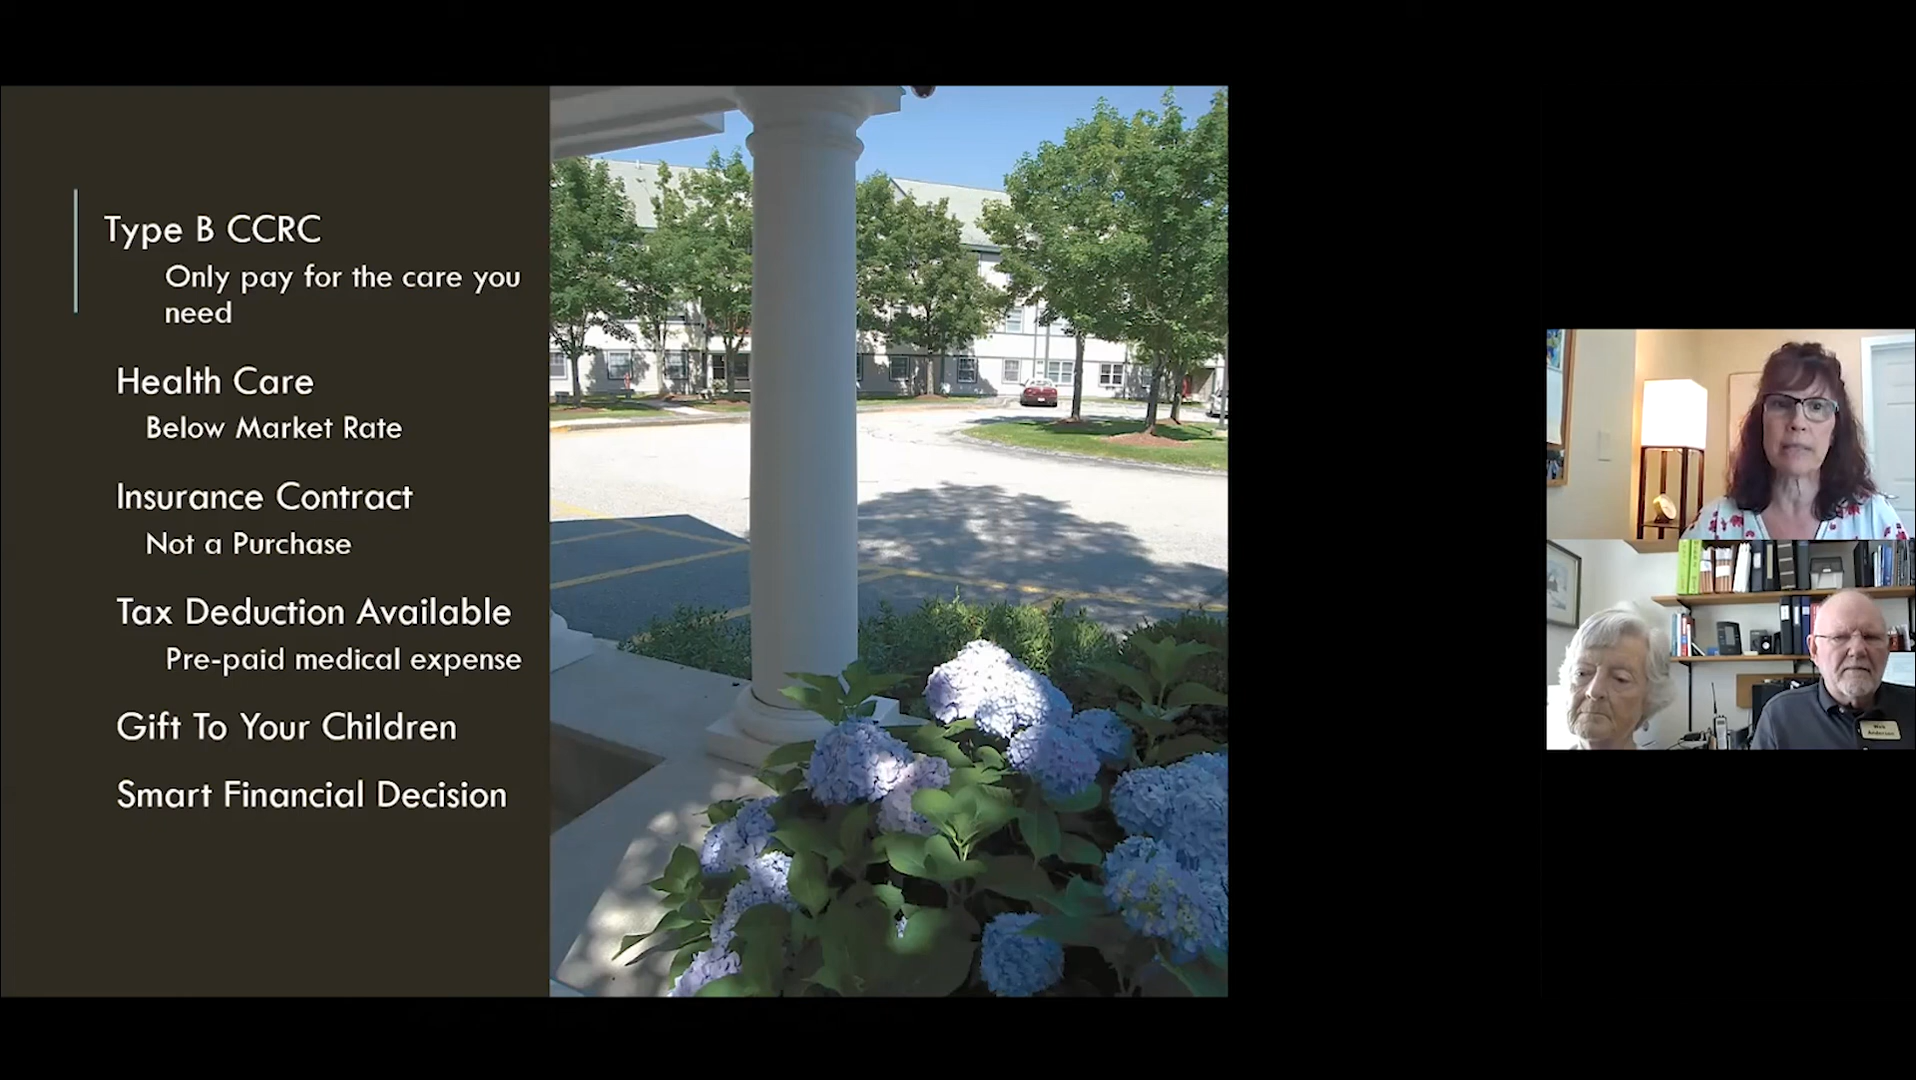 Type B CCRC
Only pay for the care you
need
Health Care
Below Market Rate
Insurance Contract
Not a Purchase
Tax Deduction Available
Pre-paid medical expense
Gift To Your Children
Smart Financial Decision
Anderson